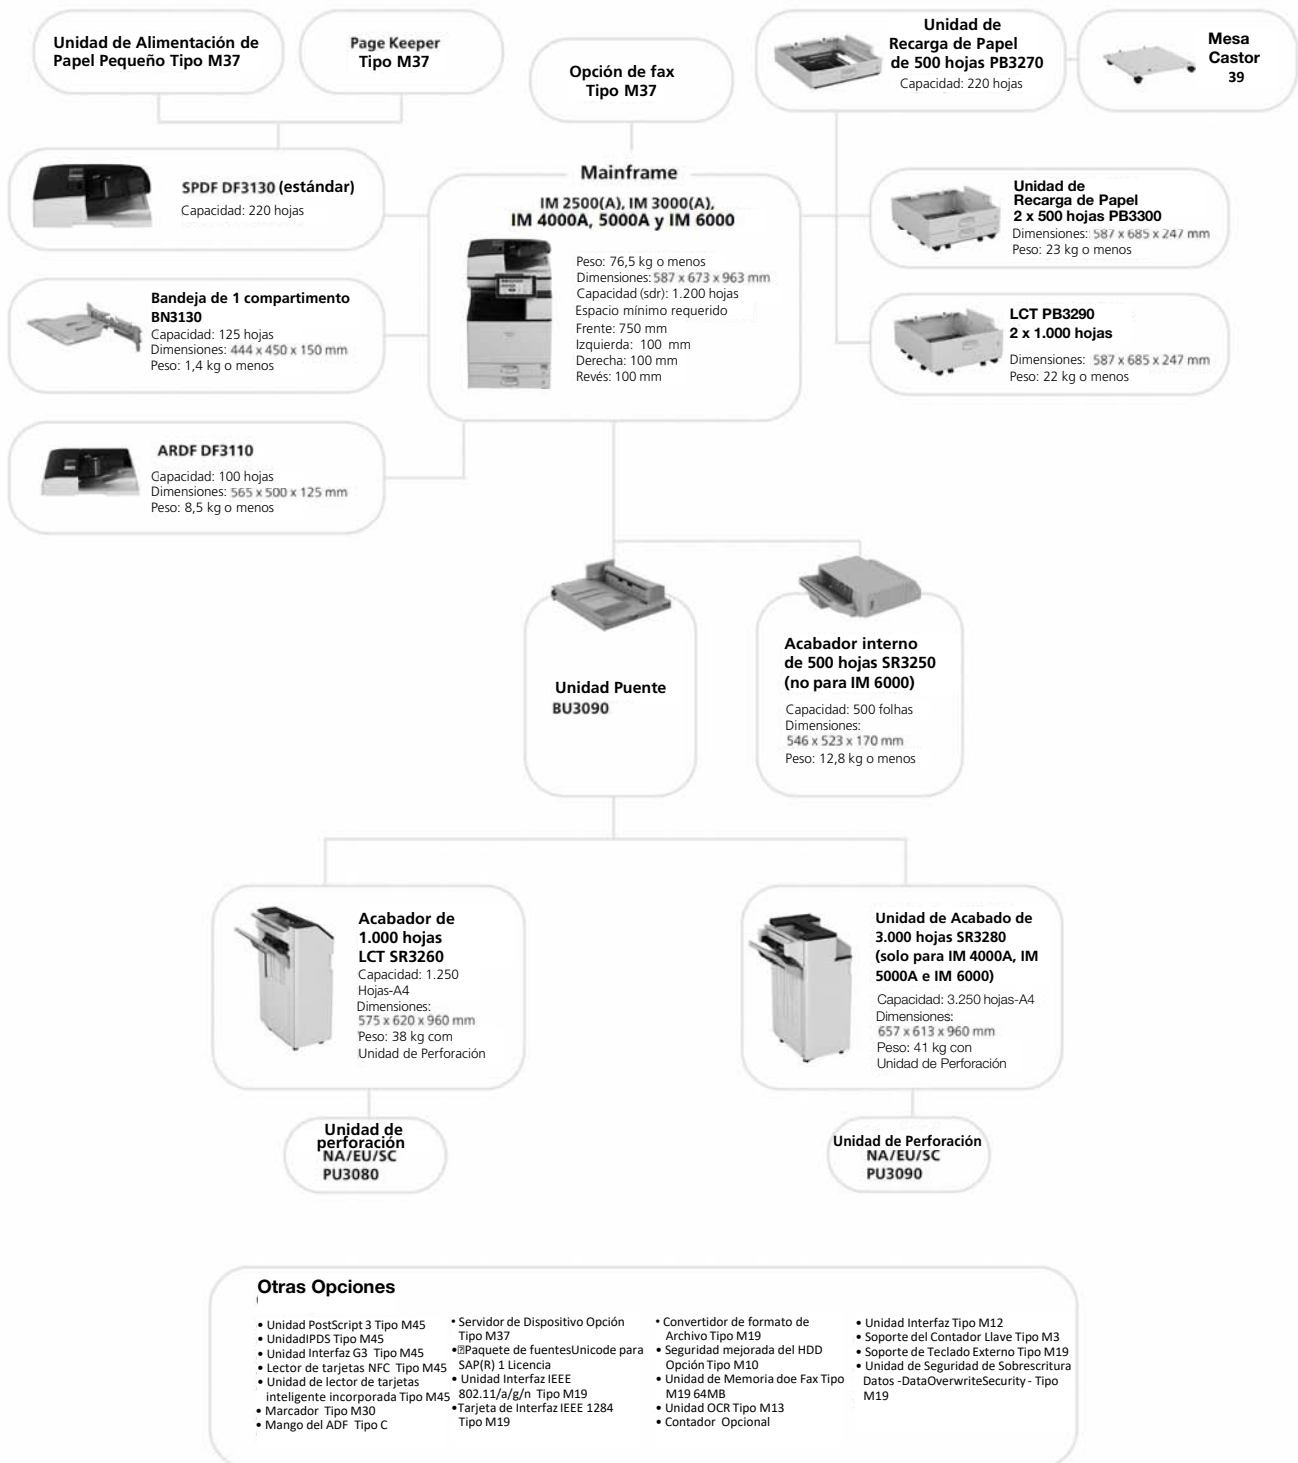 Unidad de Alimentación de
Papel Pequeño Tipo M37
Page Keeper
Tipo M37
Opción de fax
Tipo M37
Unidad de
Recarga de Papel
de 500 hojas PB3270
Capacidad: 220 hojas
Mesa
Castor
39
SPDF DF3130 (estándar)
Capacidad: 220 hojas
Mainframe
IM 2500(A), IM 3000(A),
IM 4000A, 5000A y IM 6000
Peso: 76,5 kg o menos
Dimensiones: 587 x 673 x 963 mm
Capacidad (sdr): 1.200 hojas
Espacio mínimo requerido
Frente: 750 mm
Izquierda: 100 mm
Derecha: 100 mm
Revés: 100 mm
Unidad de
Recarga de Papel
2 x 500 hojas PB3300
Dimensiones: 587 x 685 x 247 mm
Peso: 23 kg o menos
Bandeja de 1 compartimento
BN3130
Capacidad: 125 hojas
Dimensiones: 444 x 450 x 150 mm
Peso: 1,4 kg o menos
LCT PB3290
2 x 1.000 hojas
Dimensiones: 587 x 685 x 247 mm
Peso: 22 kg o menos
ARDF DF3110
Capacidad: 100 hojas
Dimensiones: 565 x 500 x 125 mm
Peso: 8,5 kg o menos
Unidad Puente
BU3090
Acabador interno
de 500 hojas SR3250
(no para IM 6000)
Capacidad: 500 folhas
Dimensiones:
546 x 523 x 170 mm
Peso: 12,8 kg o menos
Acabador de
1.000 hojas
LCT SR3260
Capacidad: 1.250
Hojas-A4
Dimensiones:
575 x 620 x 960 mm
Peso: 38 kg com
Unidad de Perforación
Unidad de Acabado de
3.000 hojas SR3280
(solo para IM 4000A, IM
5000A e IM 6000)
Capacidad: 3.250 hojas-A4
Dimensiones:
657 x 613 x 960 mm
Peso: 41 kg con
Unidad de Perforación
Unidad de
perforación
NA/EU/SC
PU3080
Unidad de Perforación
NA/EU/SC
PU3090
Otras Opciones
• Unidad PostScript 3 Tipo M45
• UnidadIPDS Tipo M45
• Unidad Interfaz G3 Tipo M45
• Lector de tarjetas NFC Tipo M45
• Unidad de lector de tarjetas
inteligente incorporada Tipo M45
• Marcador Tipo M30
• Mango del ADF Tipo C
• Servidor de Dispositivo Opción
Tipo M37
•⍰Paquete de fuentesUnicode para
SAP(R) 1 Licencia
• Unidad Interfaz IEEE
802.11/a/g/n Tipo M19
•Tarjeta de Interfaz IEEE 1284
Tipo M19
• Convertidor de formato de
Archivo Tipo M19
• Seguridad mejorada del HDD
Opción Tipo M10
• Unidad de Memoria doe Fax Tipo
M19 64MB
• Unidad OCR Tipo M13
• Contador Opcional
• Unidad Interfaz Tipo M12
• Soporte del Contador Llave Tipo M3
• Soporte de Teclado Externo Tipo M19
• Unidad de Seguridad de Sobrescritura
Datos -DataOverwriteSecurity - Tipo
M19